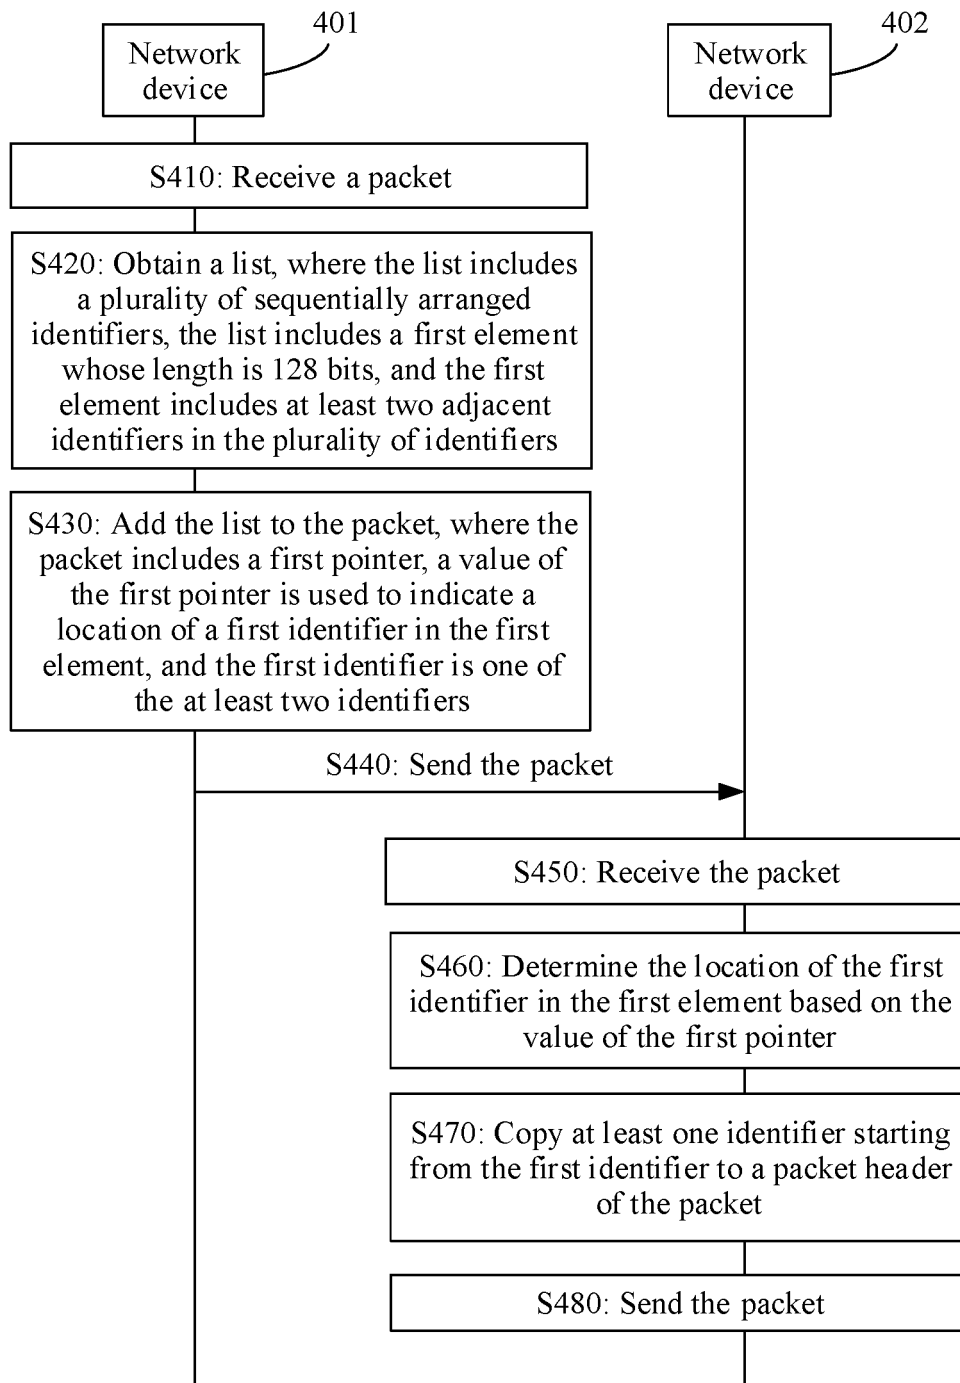 401
402
Network
device
Network
device
S410: Receive a packet
S420: Obtain a list, where the list includes
a plurality of sequentially arranged
identifiers, the list includes a first element
whose length is 128 bits, and the first
element includes at least two adjacent
identifiers in the plurality of identifiers
S430: Add the list to the packet, where the
packet includes a first pointer, a value of
the first pointer is used to indicate a
location of a first identifier in the first
element, and the first identifier is one of
the at least two identifiers
S440: Send the packet
S450: Receive the packet
S460: Determine the location of the first
identifier in the first element based on the
value of the first pointer
S470: Copy at least one identifier starting
from the first identifier to a packet header
of the packet
S480: Send the packet